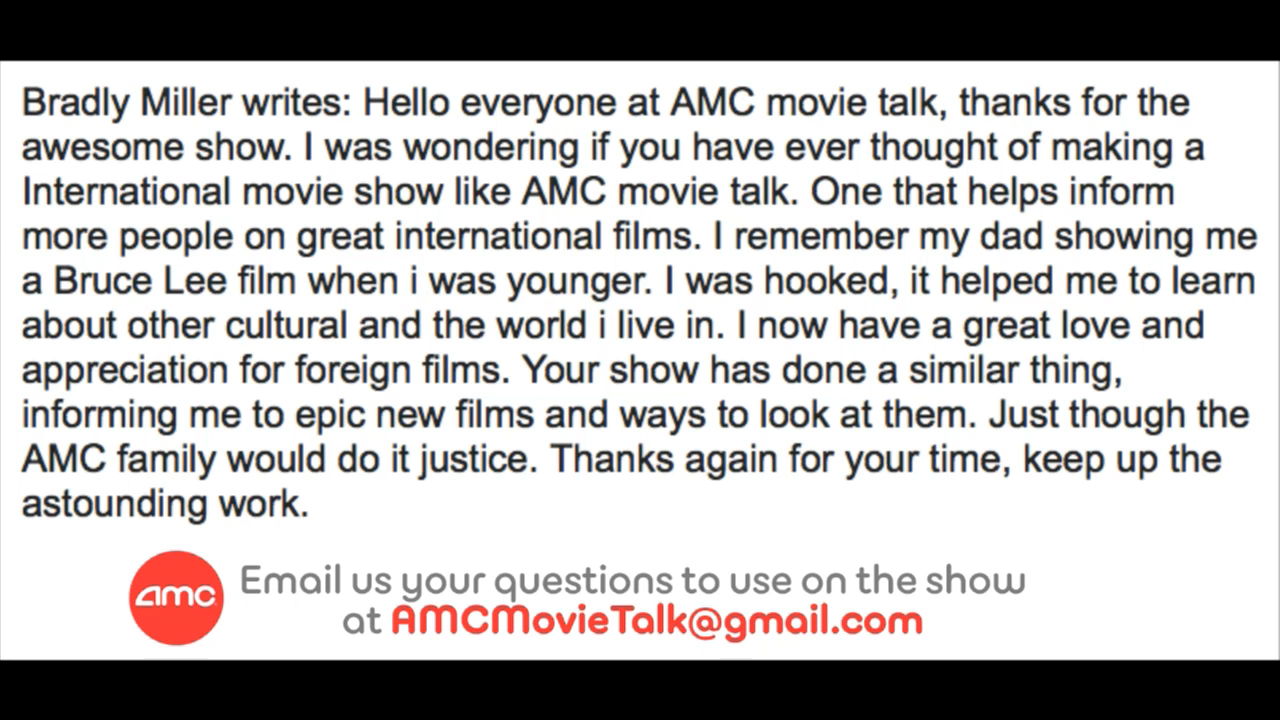 Bradly Miller writes: Hello everyone at AMC movie talk, thanks for the
awesome show. I was wondering if you have ever thought of making a
International movie show like AMC movie talk. One that helps inform
more people on great international films. I remember my dad showing me
a Bruce Lee film when i was younger. I was hooked, it helped me to learn
about other cultural and the world i live in. I now have a great love and
appreciation for foreign films. Your show has done a similar thing,
informing me to epic new films and ways to look at them. Just though the
AMC family would do it justice. Thanks again for your time, keep up the
astounding work.
amc
Email us your questions to use on the show
at AMCMovieTalk@gmail.com